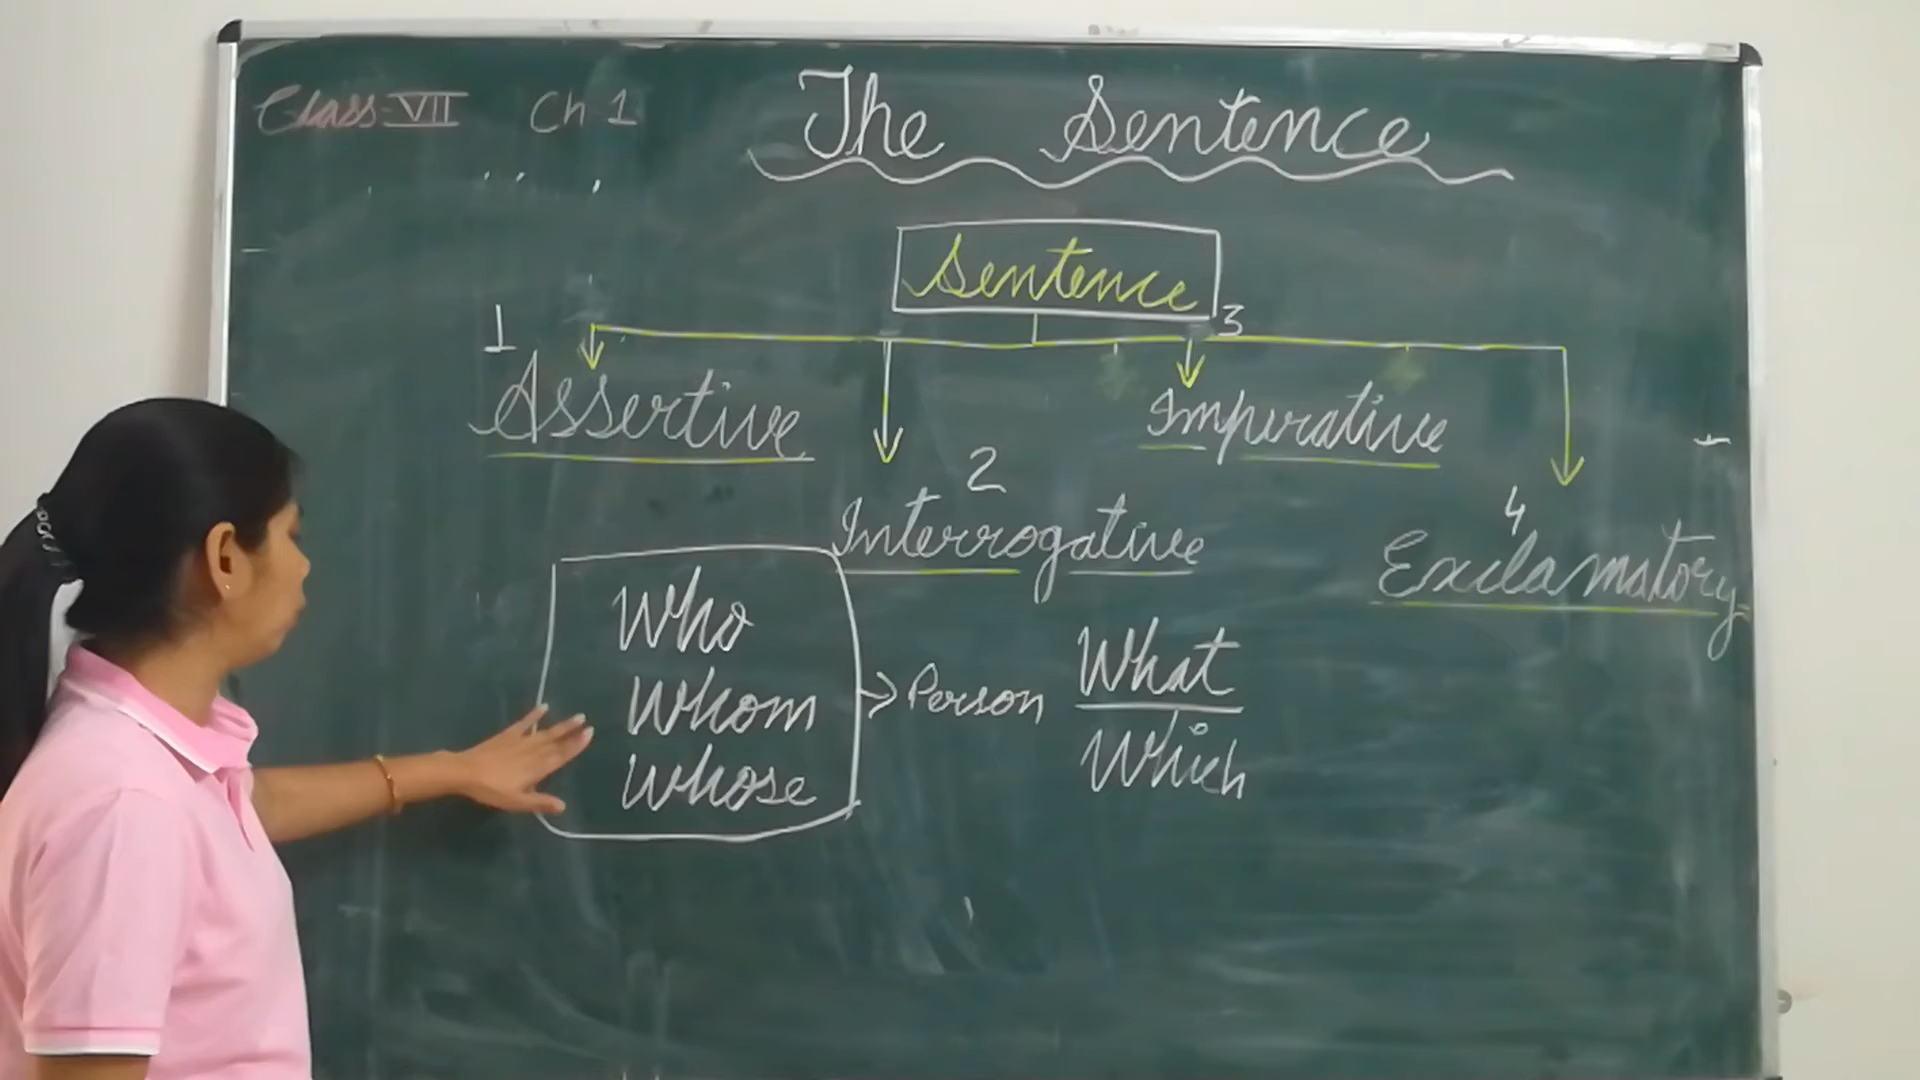 Class-VII Ch 1
The Sentence
Sentence
1 3
Assertive Imperative
2 4
Interrogative Exclamatory
Who
Whom
Whose
→ Person
What
Which